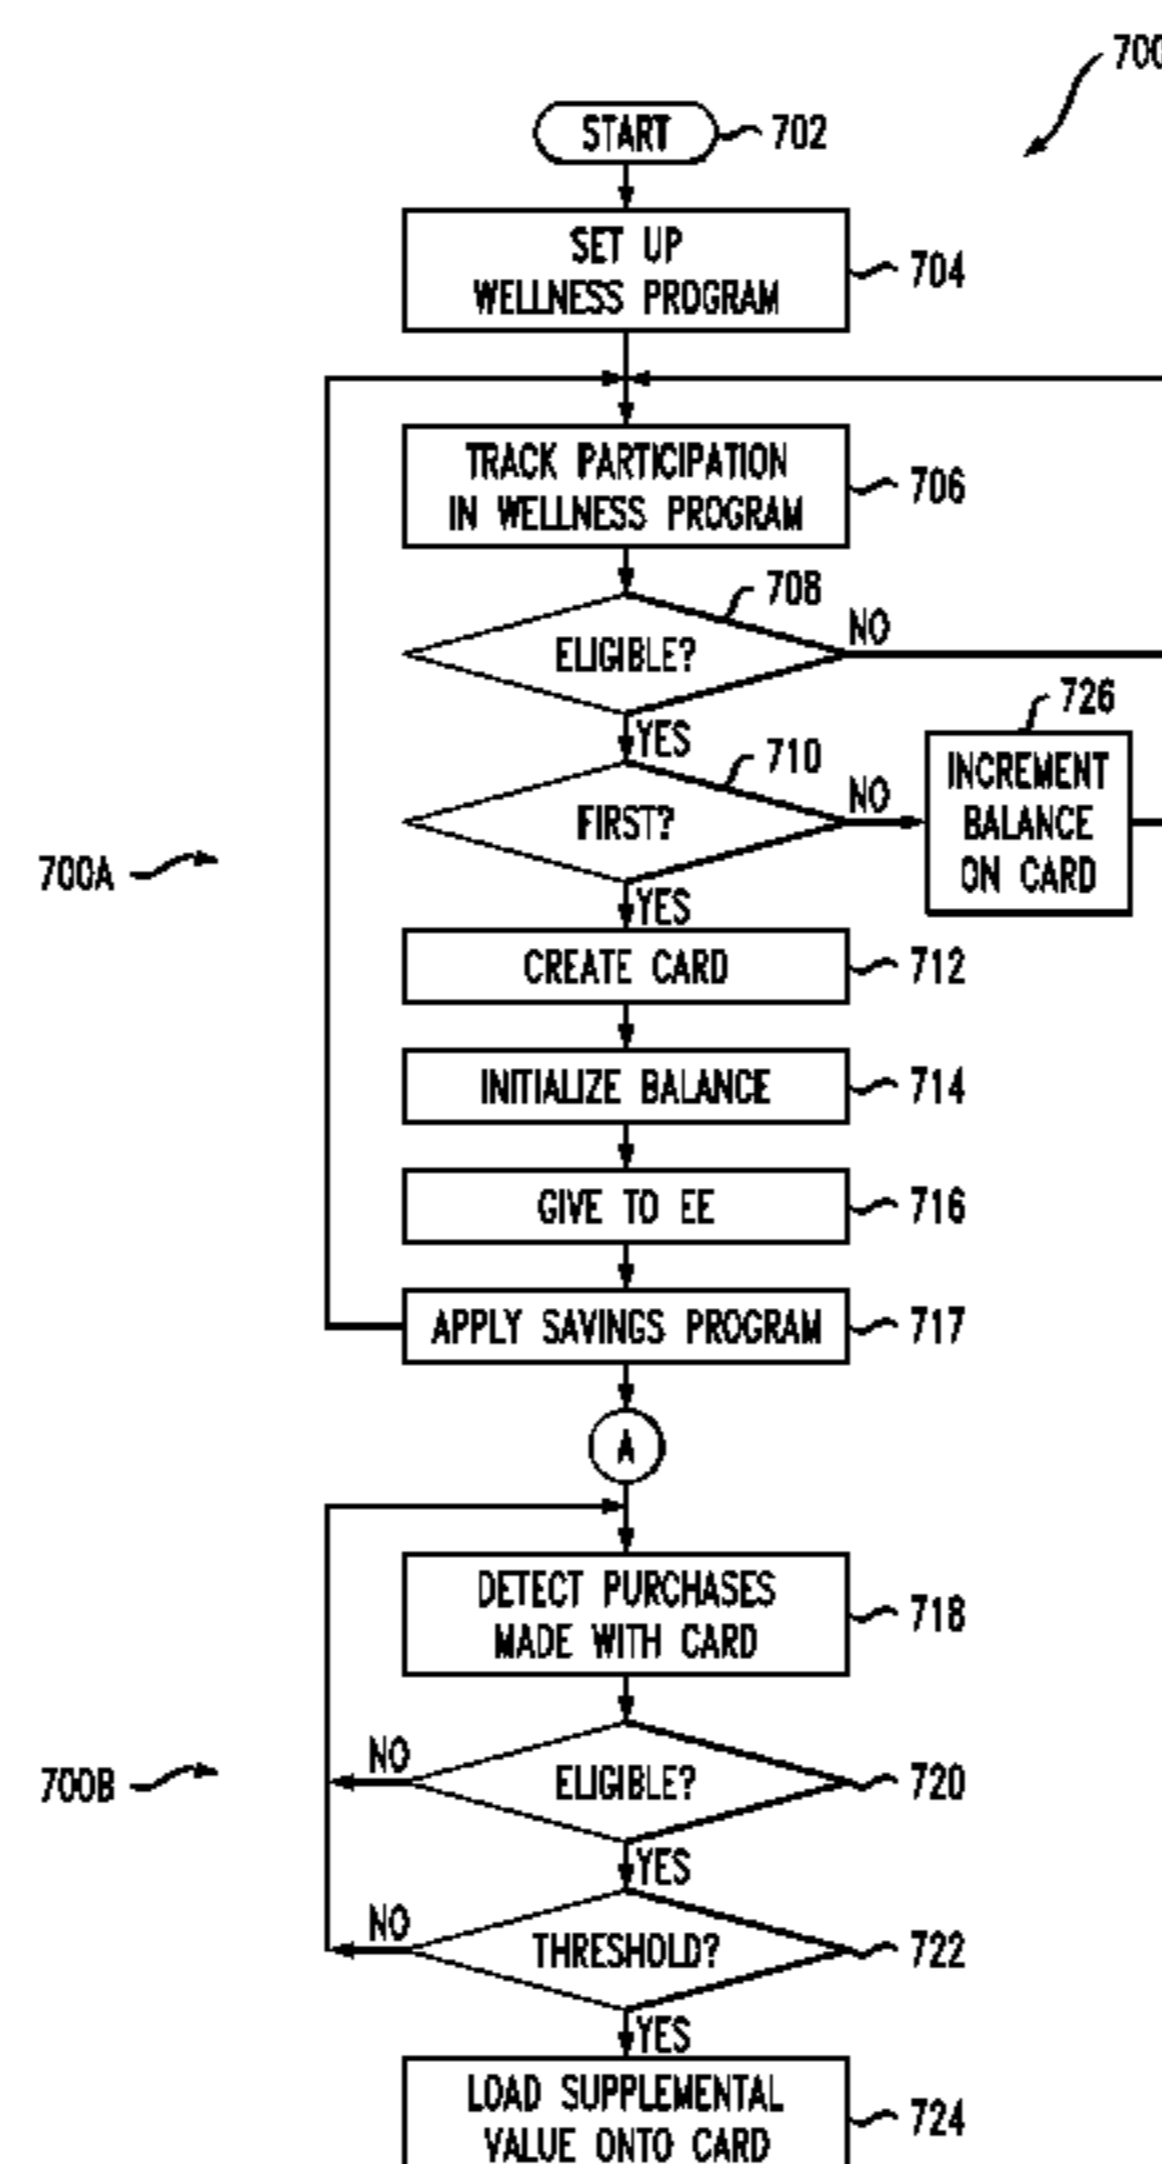 700
START
702
SET UP
WELLNESS PROGRAM
704
TRACK PARTICIPATION
IN WELLNESS PROGRAM
706
708
ELIGIBLE?
NO
YES
726
710
FIRST?
NO
INCREMENT
BALANCE
ON CARD
700A
YES
CREATE CARD
712
INITIALIZE BALANCE
714
GIVE TO EE
716
APPLY SAVINGS PROGRAM
717
A
DETECT PURCHASES
MADE WITH CARD
718
700B
NO
ELIGIBLE?
720
YES
NO
THRESHOLD?
722
YES
LOAD SUPPLEMENTAL
VALUE ONTO CARD
724